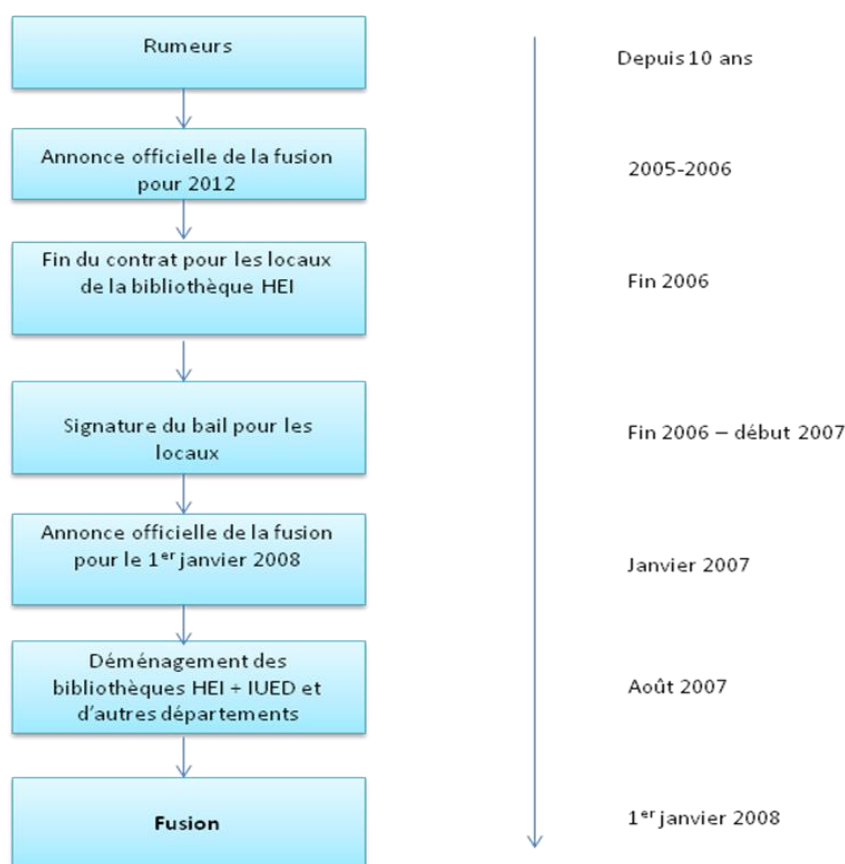 Rumeurs
Depuis 10 ans
Annonce officielle de la fusion
pour 2012
2005-2006
Fin du contrat pour les locaux
de la bibliothèque HEI
Fin 2006
Signature du bail pour les
locaux
Fin 2006 – début 2007
Annonce officielle de la fusion
pour le 1er janvier 2008
Janvier 2007
Déménagement des
bibliothèques HEI + IUED et
d'autres départements
Août 2007
Fusion
1er janvier 2008